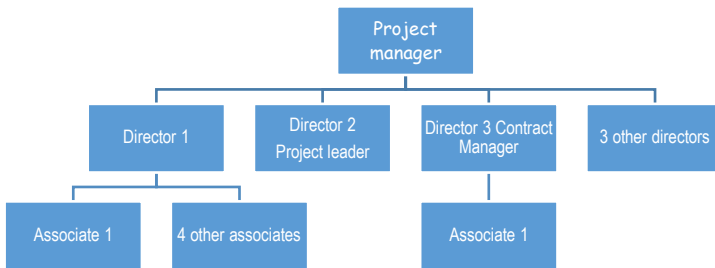 Project
manager
Director 1
Director 2
Project leader
Director 3 Contract
Manager
3 other directors
Associate 1
4 other associates
Associate 1